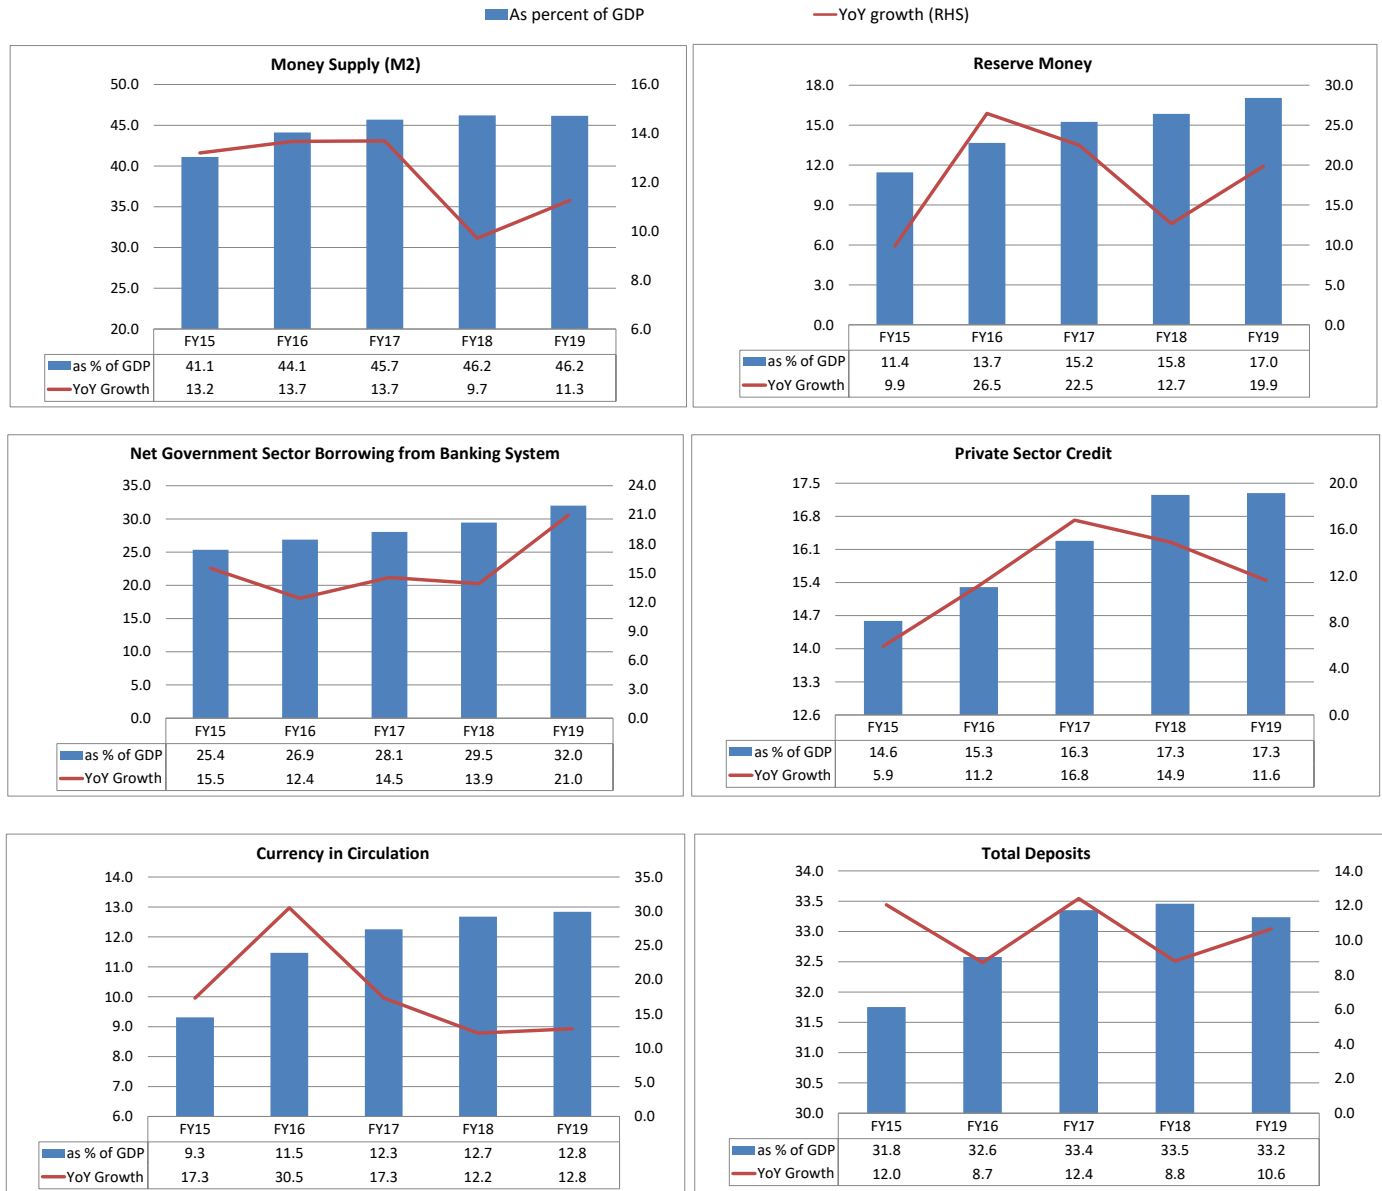 As percent of GDP YoY growth (RHS)
Money Supply (M2)
50.0 16.0
45.0 14.0
40.0 12.0
35.0 10.0
30.0 8.0
25.0 6.0
20.0
FY15 FY16 FY17 FY18 FY19
as % of GDP 41.1 44.1 45.7 46.2 46.2
YoY Growth 13.2 13.7 13.7 9.7 11.3
Reserve Money
18.0 30.0
15.0 25.0
12.0 20.0
9.0 15.0
6.0 10.0
3.0 5.0
0.0 0.0
FY15 FY16 FY17 FY18 FY19
as % of GDP 11.4 13.7 15.2 15.8 17.0
YoY Growth 9.9 26.5 22.5 12.7 19.9
Net Government Sector Borrowing from Banking System
35.0 24.0
30.0 21.0
25.0 18.0
20.0 15.0
15.0 12.0
10.0 9.0
5.0 6.0
0.0 3.0
0.0
FY15 FY16 FY17 FY18 FY19
as % of GDP 25.4 26.9 28.1 29.5 32.0
YoY Growth 15.5 12.4 14.5 13.9 21.0
Private Sector Credit
17.5 20.0
16.8 16.0
16.1 12.0
15.4 8.0
14.7 4.0
14.0 0.0
13.3
12.6
FY15 FY16 FY17 FY18 FY19
as % of GDP 14.6 15.3 16.3 17.3 17.3
YoY Growth 5.9 11.2 16.8 14.9 11.6
Currency in Circulation
14.0 35.0
13.0 30.0
12.0 25.0
11.0 20.0
10.0 15.0
9.0 10.0
8.0 5.0
7.0 0.0
6.0
FY15 FY16 FY17 FY18 FY19
as % of GDP 9.3 11.5 12.3 12.7 12.8
YoY Growth 17.3 30.5 17.3 12.2 12.8
Total Deposits
34.0 14.0
33.5 12.0
33.0 10.0
32.5 8.0
32.0 6.0
31.5 4.0
31.0 2.0
30.5 0.0
30.0
FY15 FY16 FY17 FY18 FY19
as % of GDP 31.8 32.6 33.4 33.5 33.2
YoY Growth 12.0 8.7 12.4 8.8 10.6